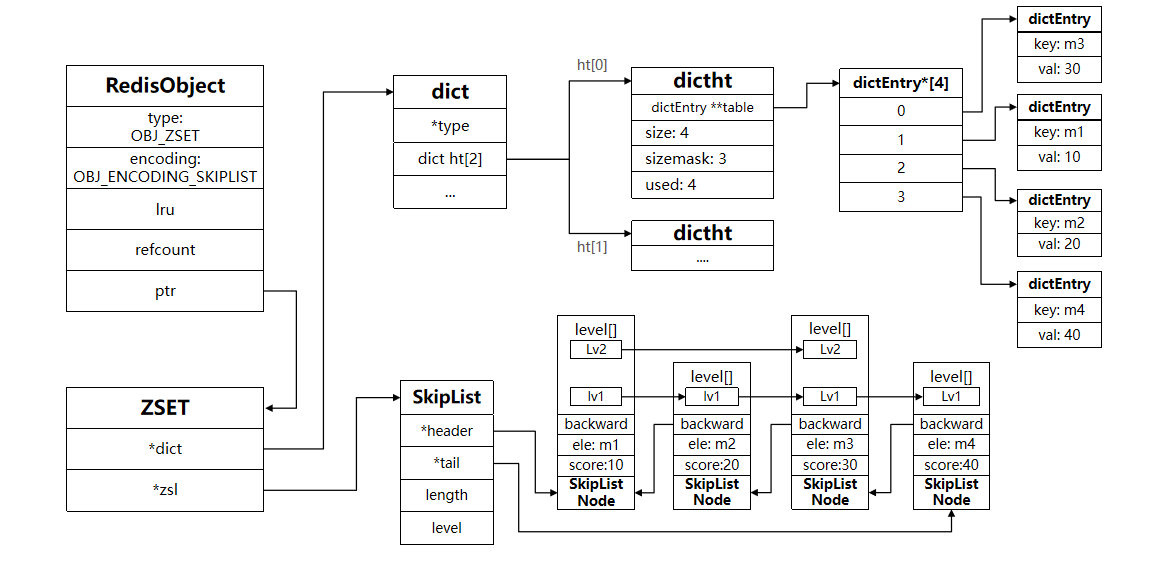 RedisObject
type:
OBJ_ZSET
encoding:
OBJ_ENCODING_SKIPLIST
lru
refcount
ptr
ZSET
*dict
*zsl
dict
*type
dict ht[2]
...
ht[0]
ht[1]
dictht
dictEntry **table
size: 4
sizemask: 3
used: 4
dictht
....
dictEntry*[4]
0
1
2
3
dictEntry
key: m3
val: 30
dictEntry
key: m1
val: 10
dictEntry
key: m2
val: 20
dictEntry
key: m4
val: 40
SkipList
*header
*tail
length
level
level[]
Lv2
lv1
backward
ele: m1
score:10
SkipList
Node
level[]
lv1
backward
ele: m2
score:20
SkipList
Node
level[]
Lv2
Lv1
backward
ele: m3
score:30
SkipList
Node
level[]
Lv1
backward
ele: m4
score:40
SkipList
Node